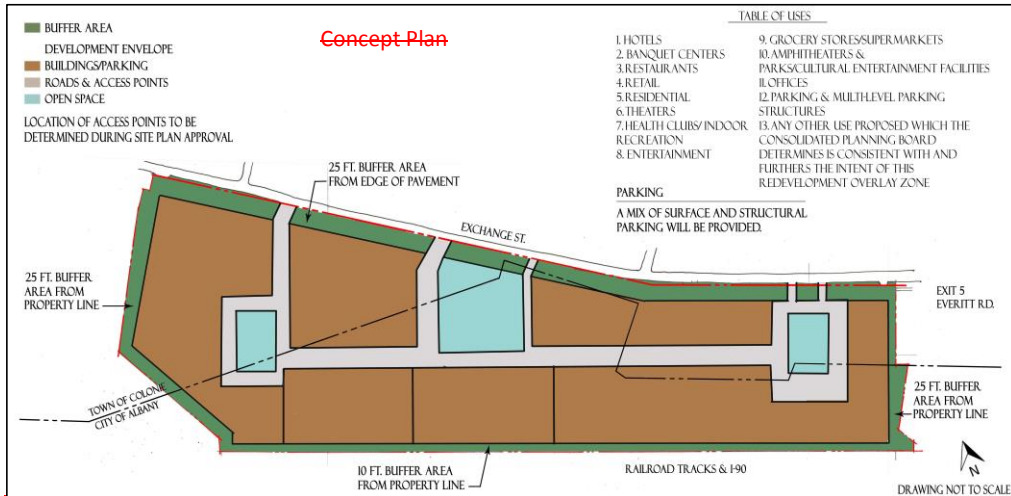 Concept Plan
BUFFER AREA
DEVELOPMENT ENVELOPE
BUILDINGS/PARKING
ROADS & ACCESS POINTS
OPEN SPACE
LOCATION OF ACCESS POINTS TO BE
DETERMINED DURING SITE PLAN APPROVAL
TABLE OF USES
1. HOTELS
2. BANQUET CENTERS
3. RESTAURANTS
4. RETAIL
5. RESIDENTIAL
6. THEATERS
7. HEALTH CLUBS/ INDOOR
RECREATION
8. ENTERTAINMENT
9. GROCERY STORES/SUPERMARKETS
10. AMPHITHEATERS &
PARKS/CULTURAL ENTERTAINMENT FACILITIES
11. OFFICES
12. PARKING & MULTI-LEVEL PARKING
STRUCTURES
13. ANY OTHER USE PROPOSED WHICH THE
CONSOLIDATED PLANNING BOARD
DETERMINES IS CONSISTENT WITH AND
FURTHERS THE INTENT OF THIS
REDEVELOPMENT OVERLAY ZONE
PARKING
A MIX OF SURFACE AND STRUCTURAL
PARKING WILL BE PROVIDED.
25 FT. BUFFER AREA
FROM EDGE OF PAVEMENT
EXCHANGE ST.
25 FT. BUFFER
AREA FROM
PROPERTY LINE
EXIT 5
EVERITT RD.
TOWN OF COLONIE
CITY OF ALBANY
25 FT. BUFFER
AREA FROM
PROPERTY LINE
10 FT. BUFFER AREA
FROM PROPERTY LINE
RAILROAD TRACKS & I-90
N
DRAWING NOT TO SCALE